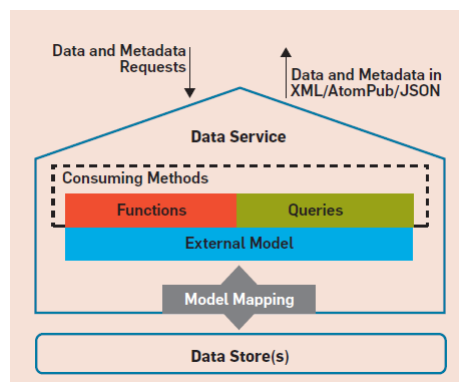 Data and Metadata
Requests
Data and Metadata in
XML/AtomPub/JSON
Data Service
Consuming Methods
Functions
Queries
External Model
Model Mapping
Data Store(s)